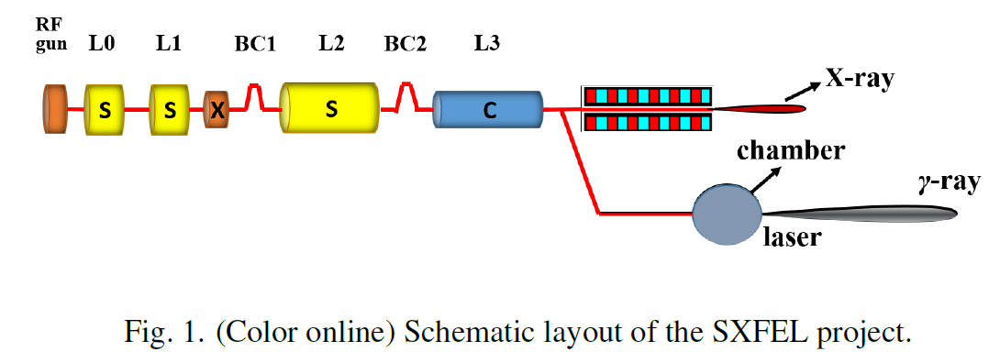 RF
gun L0 L1 BC1 L2 BC2 L3
S S X S C
X-ray
chamber
γ-ray
laser
Fig. 1. (Color online) Schematic layout of the SXFEL project.